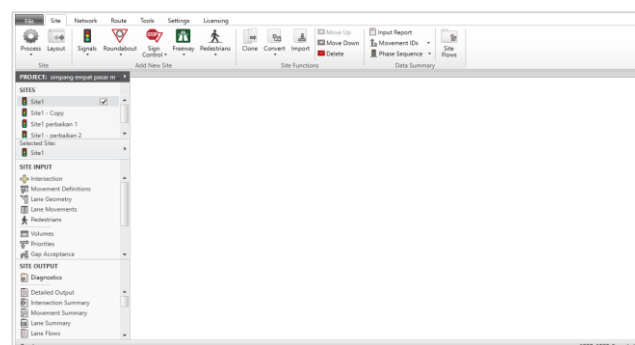 File Site Network Route Tools Settings Licensing
Process Layout Signals Roundabout Sign Control Freeway Pedestrians Clone Convert Import
Move Up
Move Down
Delete
Input Report
Movement IDs
Phase Sequence
Site Flows
Site Add New Site Site Functions Data Summary
PROJECT: simpang empat pasar m
SITES
Site1
Site1 - Copy
Site1 perbaikan 1
Site1 - perbaikan 2
Selected Site:
Site1
SITE INPUT
Intersection
Movement Definitions
Lane Geometry
Lane Movements
Pedestrians
Volumes
Priorities
Gap Acceptance
SITE OUTPUT
Diagnostics
Detailed Output
Intersection Summary
Movement Summary
Lane Summary
Lane Flows